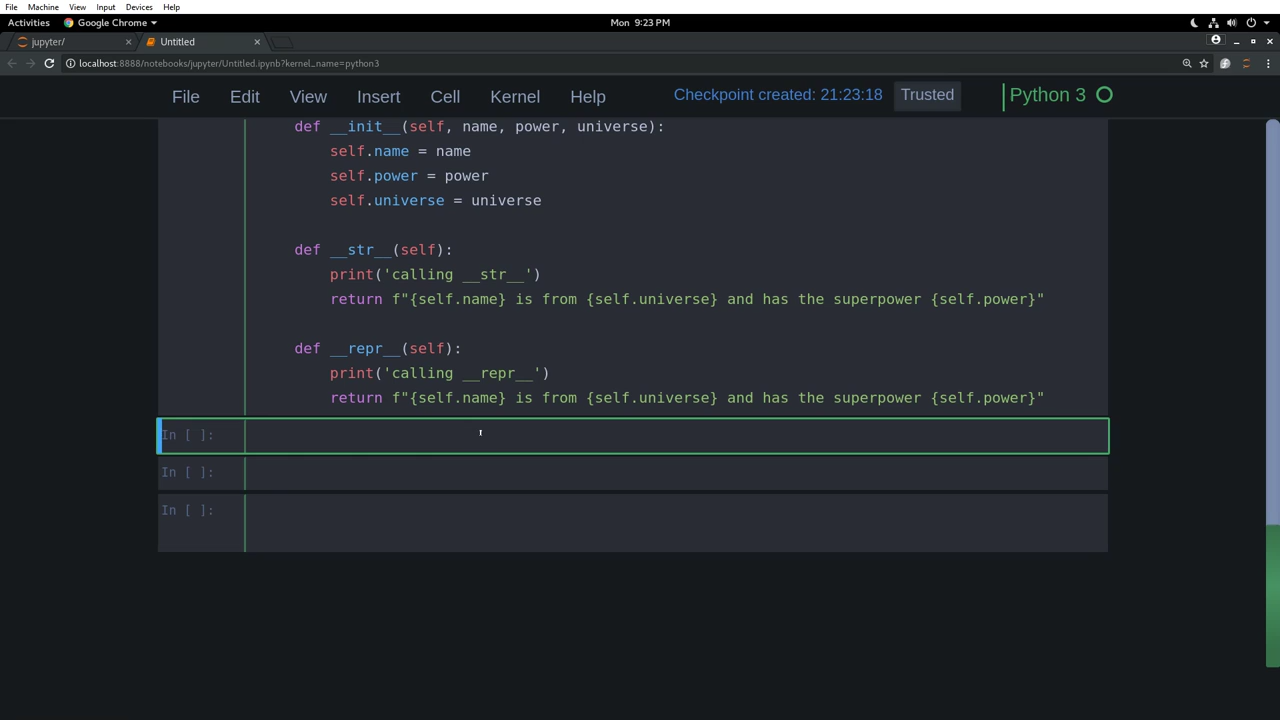 File Machine View Input Devices Help
Activities Google Chrome Mon 9:23 PM
jupyter/ Untitled
localhost:8888/notebooks/jupyter/Untitled.ipynb?kernel_name=python3
File Edit View Insert Cell Kernel Help Checkpoint created: 21:23:18 Trusted Python 3
def __init__(self, name, power, universe):
self.name = name
self.power = power
self.universe = universe
def __str__(self):
print('calling __str__')
return f"{self.name} is from {self.universe} and has the superpower {self.power}"
def __repr__(self):
print('calling __repr__')
return f"{self.name} is from {self.universe} and has the superpower {self.power}"
In [ ]:
In [ ]:
In [ ]: